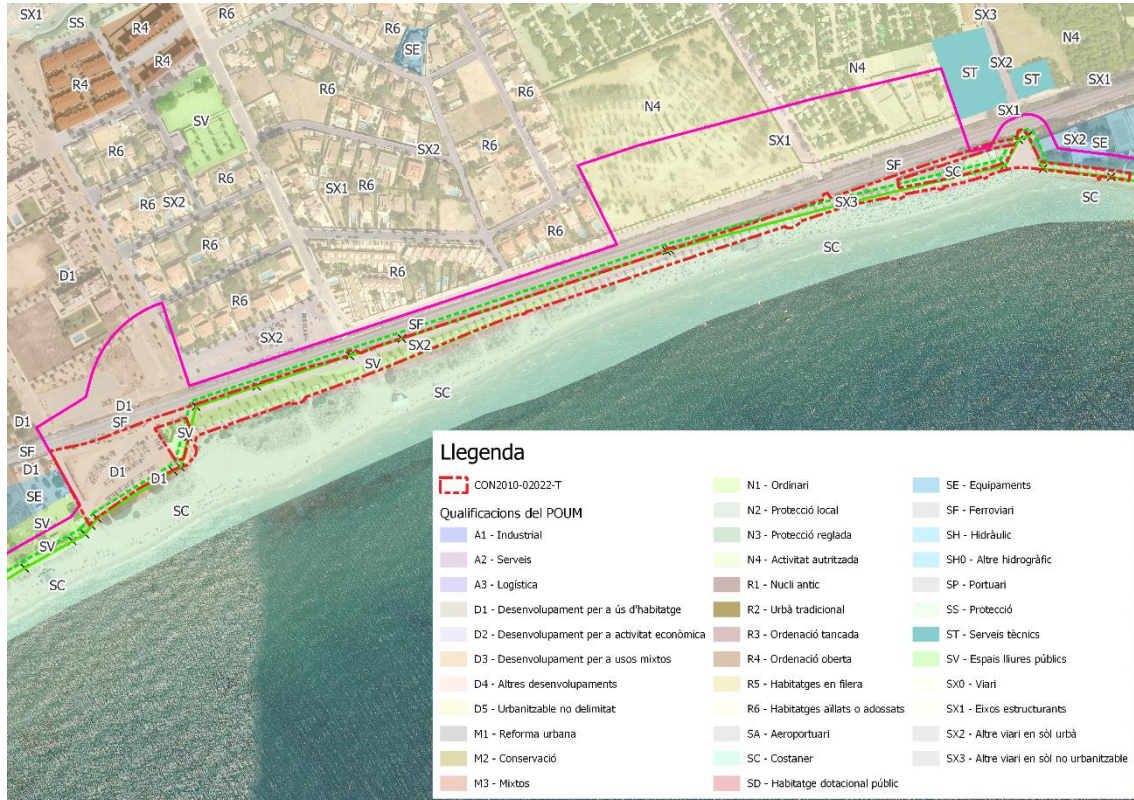 SX1
SS
R4
R6
R6
SX3
R4
SE
N4
R4
R6
N4
ST
SX2
ST
SX1
SV
R6
N4
SX1
SX1
SX2
SE
R6
SX2
R6
SX2
R6
SX1
R6
SF
SC
SX3
SC
R6
SX2
R6
R6
SC
D1
R6
R6
SX2
SF
SX2
SV
SC
D1
D1
SF
SV
SF
D1
D1
D1
SE
SC
SV
SV
SC
Llegenda
CON2010-02022-T
Qualificacions del POUM
A1 - Industrial
A2 - Serveis
A3 - Logística
D1 - Desenvolupament per a ús d'habitatge
D2 - Desenvolupament per a activitat econòmica
D3 - Desenvolupament per a usos mixtos
D4 - Altres desenvolupaments
D5 - Urbanitzable no delimitat
M1 - Reforma urbana
M2 - Conservació
M3 - Mixtos
N1 - Ordinari
N2 - Protecció local
N3 - Protecció reglada
N4 - Activitat autritzada
R1 - Nucli antic
R2 - Urbà tradicional
R3 - Ordenació tancada
R4 - Ordenació oberta
R5 - Habitatges en filera
R6 - Habitatges aïllats o adossats
SA - Aeroportuari
SC - Costaner
SD - Habitatge dotacional públic
SE - Equipaments
SF - Ferroviari
SH - Hidràulic
SH0 - Altre hidrogràfic
SP - Portuari
SS - Protecció
ST - Serveis tècnics
SV - Espais lliures públics
SX0 - Viari
SX1 - Eixos estructurants
SX2 - Altre viari en sòl urbà
SX3 - Altre viari en sòl no urbanitzable